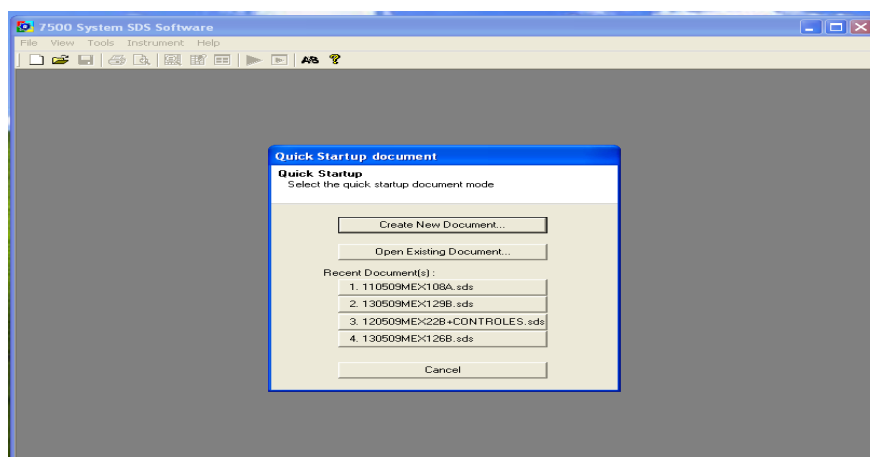 7500 System SDS Software
File View Tools Instrument Help
AB ?
Quick Startup document
Quick Startup
Select the quick startup document mode
Create New Document...
Open Existing Document...
Recent Document(s) :
1. 110509MEX108A.sds
2. 130509MEX129B.sds
3. 120509MEX22B+CONTROLES.sds
4. 130509MEX126B.sds
Cancel